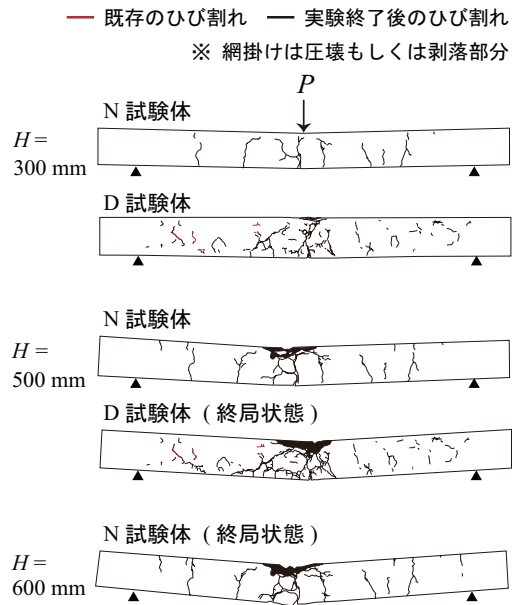 既存のひび割れ 実験終了後のひび割れ
※ 網掛けは圧壊もしくは剥落部分
P
N 試験体
H =
300 mm
D 試験体
N 試験体
H =
500 mm
D 試験体 ( 終局状態 )
N 試験体 ( 終局状態 )
H =
600 mm